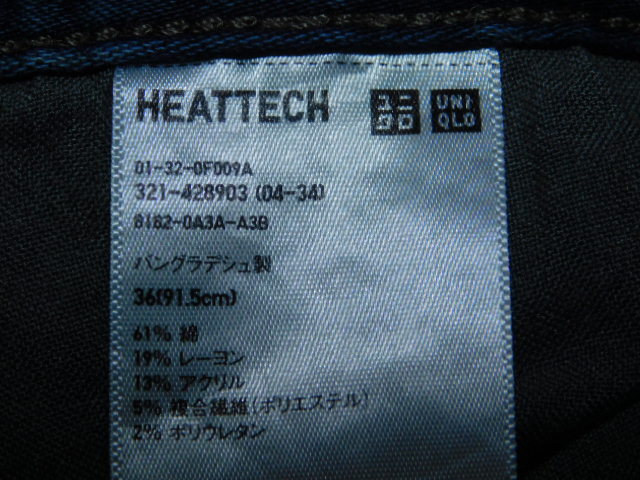 HEATTECH ユニクロ UNIQLO
01-32-0F009A
321-428903 (04-34)
8182-0A3A-A3B
バングラデシュ製
36(91.5cm)
61% 綿
19% レーヨン
13% アクリル
5% 複合繊維(ポリエステル)
2% ポリウレタン